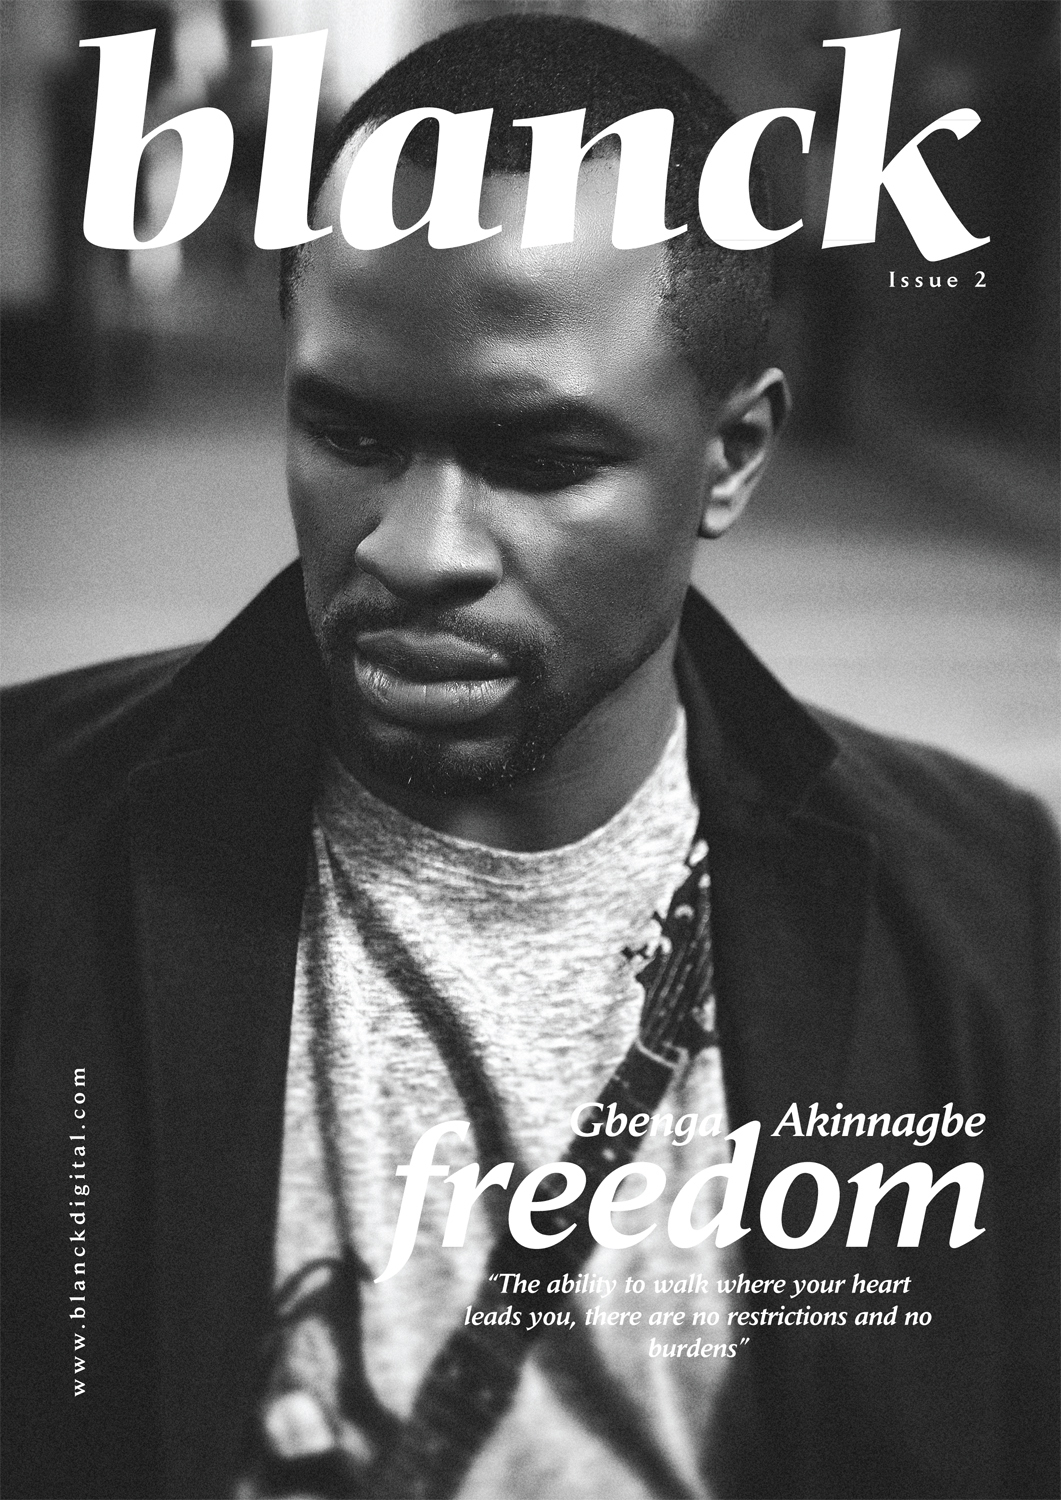 blanck
Issue 2
Gbenga Akinnagbe
freedom
“The ability to walk where your heart
leads you, there are no restrictions and no
burdens”
www.blanckdigital.com